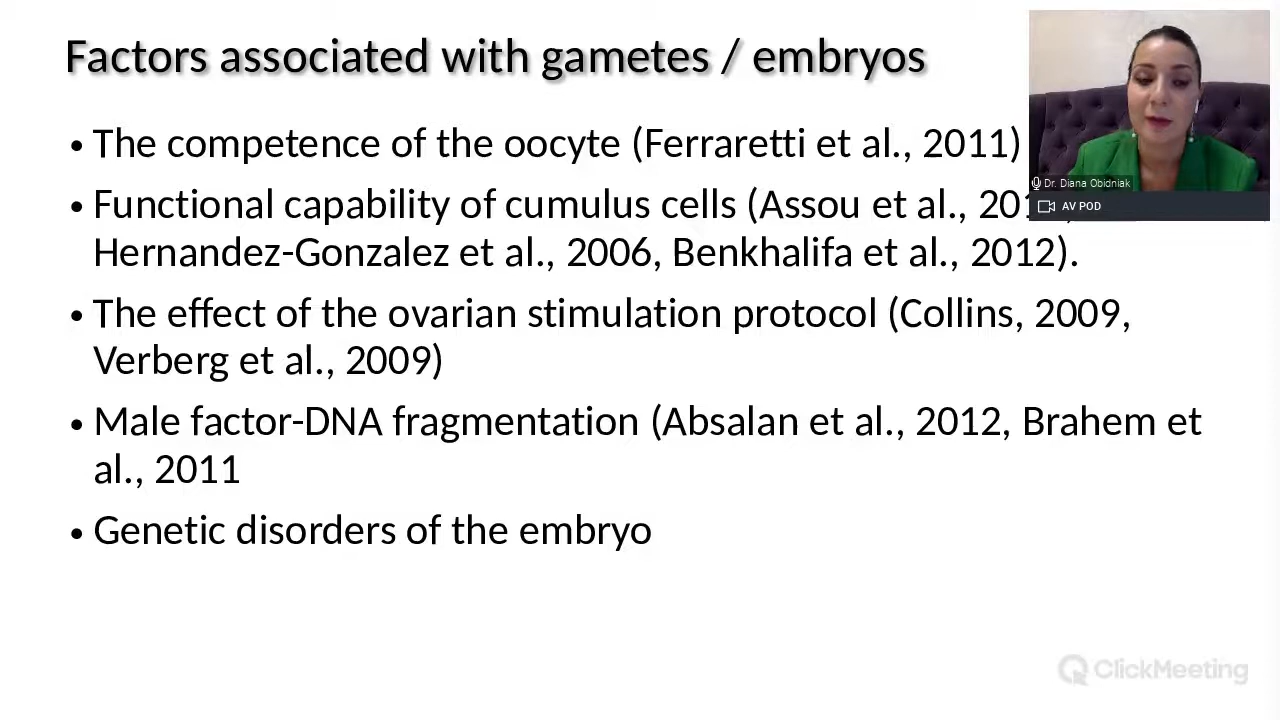 Factors associated with gametes / embryos
• The competence of the oocyte (Ferraretti et al., 2011)
• Functional capability of cumulus cells (Assou et al.,
Hernandez-Gonzalez et al., 2006, Benkhalifa et al., 2012).
• The effect of the ovarian stimulation protocol (Collins, 2009,
Verberg et al., 2009)
• Male factor-DNA fragmentation (Absalan et al., 2012, Brahem et
al., 2011
• Genetic disorders of the embryo
Dr. Diana Obidniak
AV POD
ClickMeeting